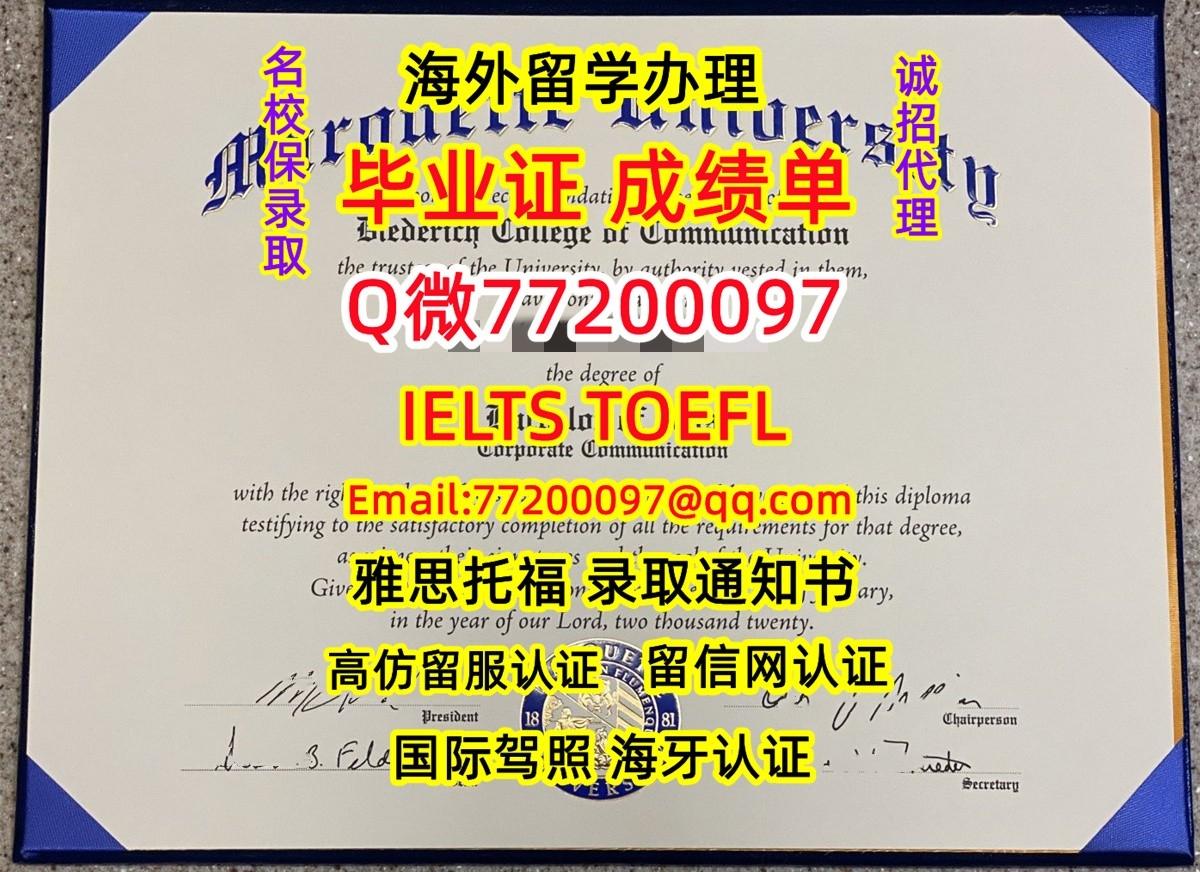 海外留学办理
名校保录取
诚招代理
Marquette University
毕业证 成绩单
Diederich College of Communication
the trustees of the University, by authority vested in them,
Q微77200097
the degree of
IELTS TOEFL
Corporate Communication
with the this diploma
Email:77200097@qq.com
testifying to the satisfactory completion of all the requirements for that degree,
雅思托福 录取通知书
in the year of our Lord, two thousand twenty.
高仿留服认证 留信网认证
President
Chairperson
18 81
国际驾照 海牙认证
Secretary